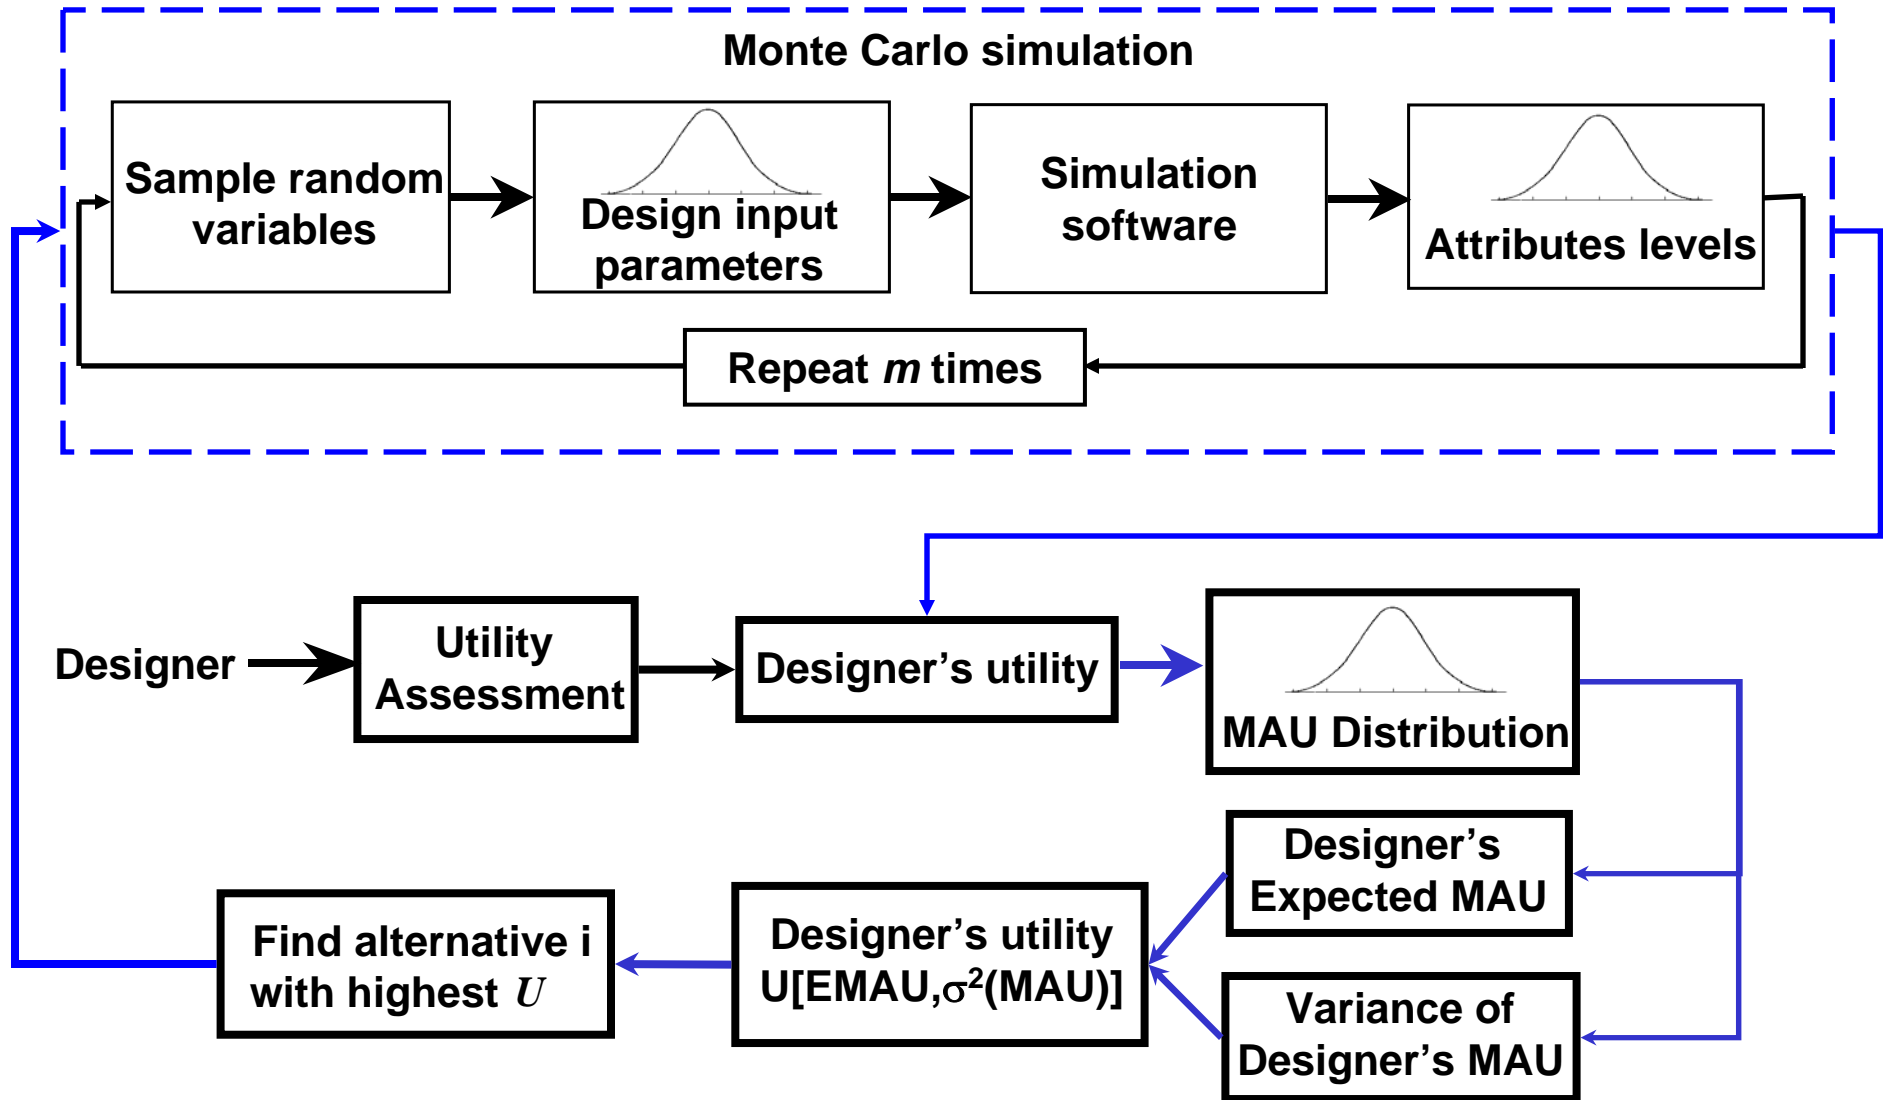 Monte Carlo simulation
Sample random
variables
Design input
parameters
Simulation
software
Attributes levels
Repeat m times
Designer
Utility
Assessment
Designer’s utility
MAU Distribution
Designer’s
Expected MAU
Find alternative i
with highest U
Designer’s utility
U[EMAU,σ²(MAU)]
Variance of
Designer’s MAU